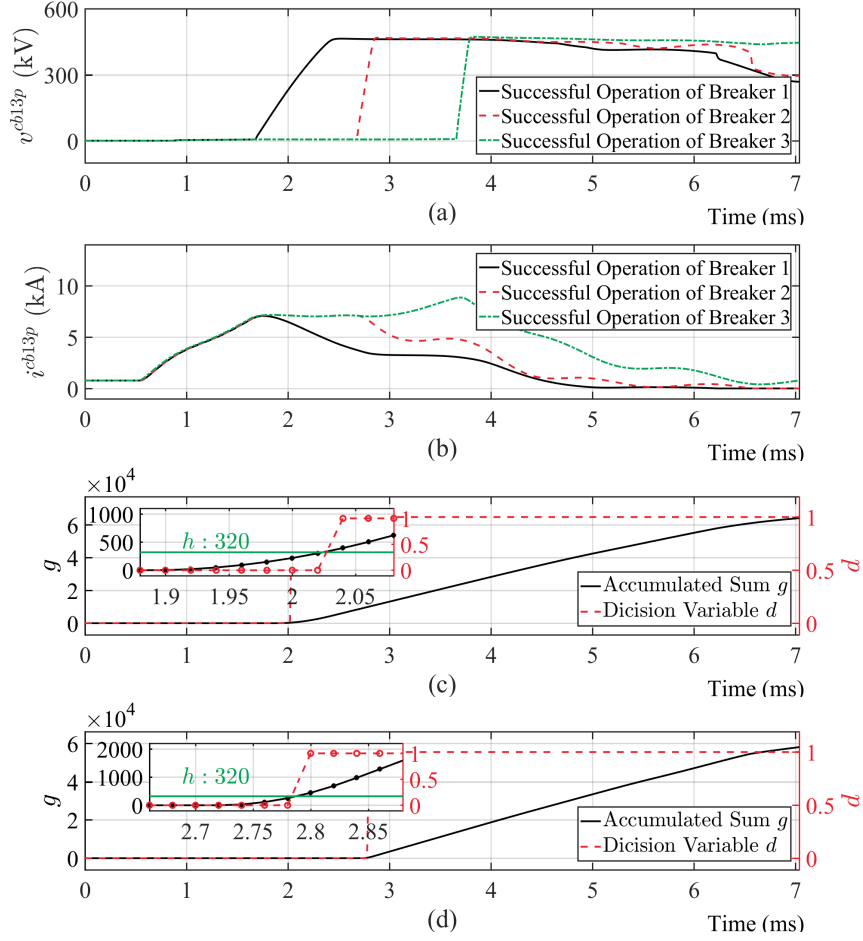 600
300
0
v^{cb13p} (kV)
Successful Operation of Breaker 1
Successful Operation of Breaker 2
Successful Operation of Breaker 3
0 1 2 3 4 5 6 7
(a)
Time (ms)
10
5
0
i^{cb13p} (kA)
Successful Operation of Breaker 1
Successful Operation of Breaker 2
Successful Operation of Breaker 3
0 1 2 3 4 5 6 7
(b)
Time (ms)
×10^4
6
4
2
0
g
1000
500
0
h : 320
1
0.5
0
1.9 1.95 2 2.05
1
0.5
0
d
Accumulated Sum g
Dicision Variable d
0 1 2 3 4 5 6 7
(c)
Time (ms)
×10^4
6
4
2
0
g
2000
1000
0
h : 320
1
0.5
0
2.7 2.75 2.8 2.85
1
0.5
0
d
Accumulated Sum g
Dicision Variable d
0 1 2 3 4 5 6 7
(d)
Time (ms)